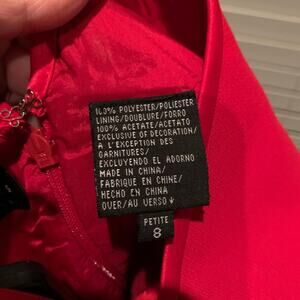 100% POLYESTER/POLIESTER
LINING/DOUBLURE/FORRO
100% ACETATE/ACETATO
EXCLUSIVE OF DECORATION/
A L'EXCEPTION DES
GARNITURES/
EXCLUYENDO EL ADORNO
MADE IN CHINA/
FABRIQUE EN CHINE/
HECHO EN CHINA
OVER/AU VERSO↓
PETITE
8